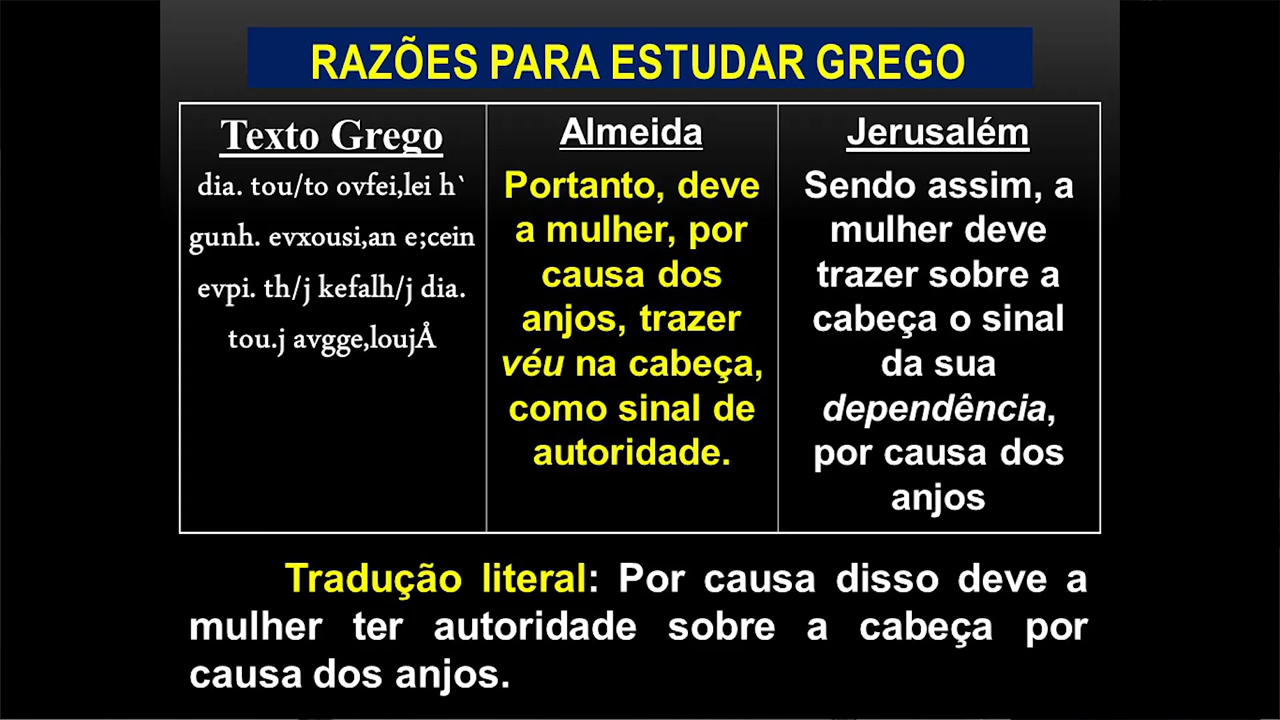 RAZÕES PARA ESTUDAR GREGO
Texto Grego
dia. tou/to ovfei,lei h`
gunh. evxousi,an e;cein
evpi. th/j kefalh/j dia.
tou.j avgge,loujÅ
Almeida
Portanto, deve
a mulher, por
causa dos
anjos, trazer
véu na cabeça,
como sinal de
autoridade.
Jerusalém
Sendo assim, a
mulher deve
trazer sobre a
cabeça o sinal
da sua
dependência,
por causa dos
anjos
Tradução literal: Por causa disso deve a
mulher ter autoridade sobre a cabeça por
causa dos anjos.